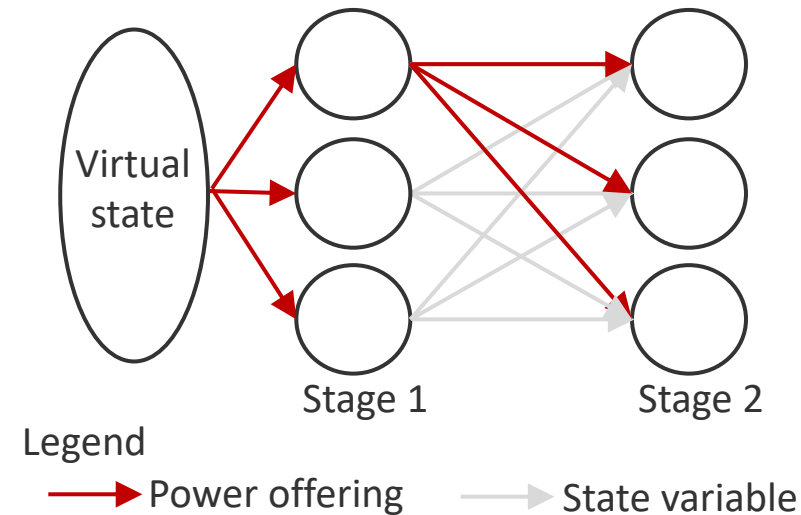 Virtual
state
Stage 1
Stage 2
Legend
Power offering
State variable